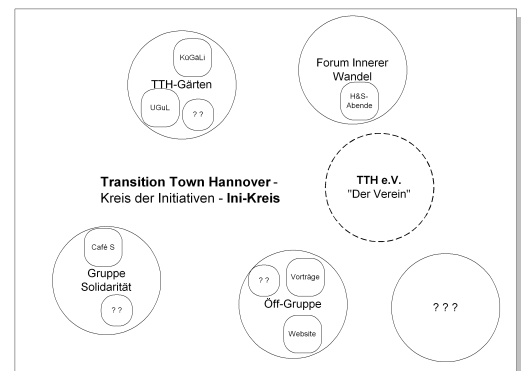 KüGäLi
TTH-Gärten
UGuL
? ?
Forum Innerer
Wandel
H&S-
Abende
Transition Town Hannover -
Kreis der Initiativen - Ini-Kreis
TTH e.V.
"Der Verein"
Café S
Gruppe
Solidarität
? ?
? ?
Vorträge
Öff-Gruppe
Website
? ? ?